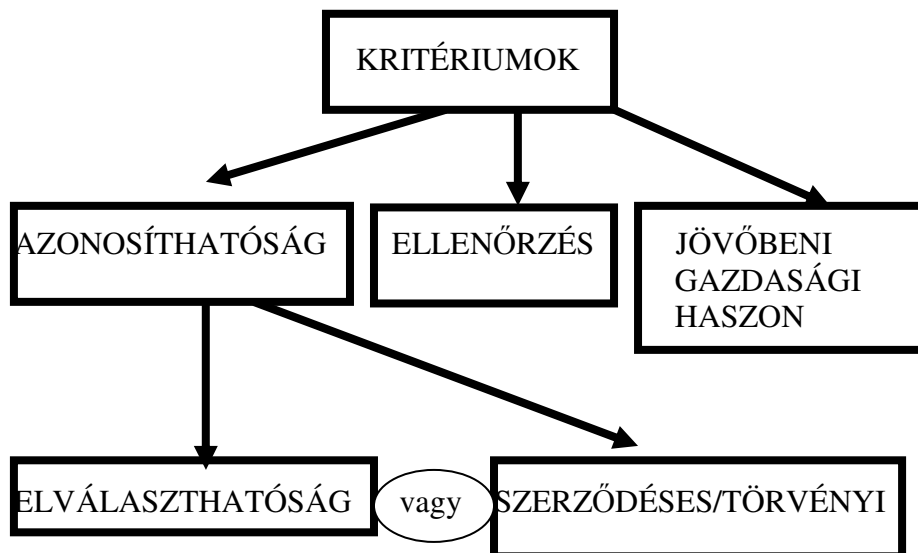 KRITÉRIUMOK
AZONOSÍTHATÓSÁG
ELLENŐRZÉS
JÖVŐBENI
GAZDASÁGI
HASZON
ELVÁLASZTHATÓSÁG
vagy
SZERZŐDÉSES/TÖRVÉNYI